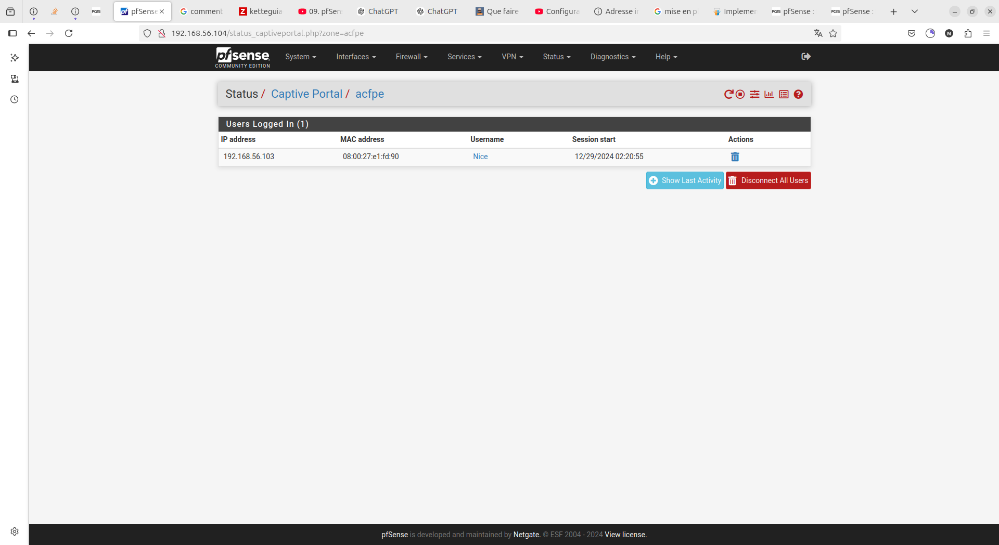 pfSense
comment
ketteguia
09. pfSen
ChatGPT
ChatGPT
Que faire
Configura
Adresse i
mise en p
Implemen
pfSense
pfSense
192.168.56.104/status_captiveportal.php?zone=acfpe
pfsense
COMMUNITY EDITION
System
Interfaces
Firewall
Services
VPN
Status
Diagnostics
Help
Status / Captive Portal / acfpe
Users Logged In (1)
IP address MAC address Username Session start Actions
192.168.56.103 08:00:27:e1:fd:90 Nice 12/29/2024 02:20:55
Show Last Activity Disconnect All Users
pfSense is developed and maintained by Netgate. © ESF 2004 - 2024 View license.